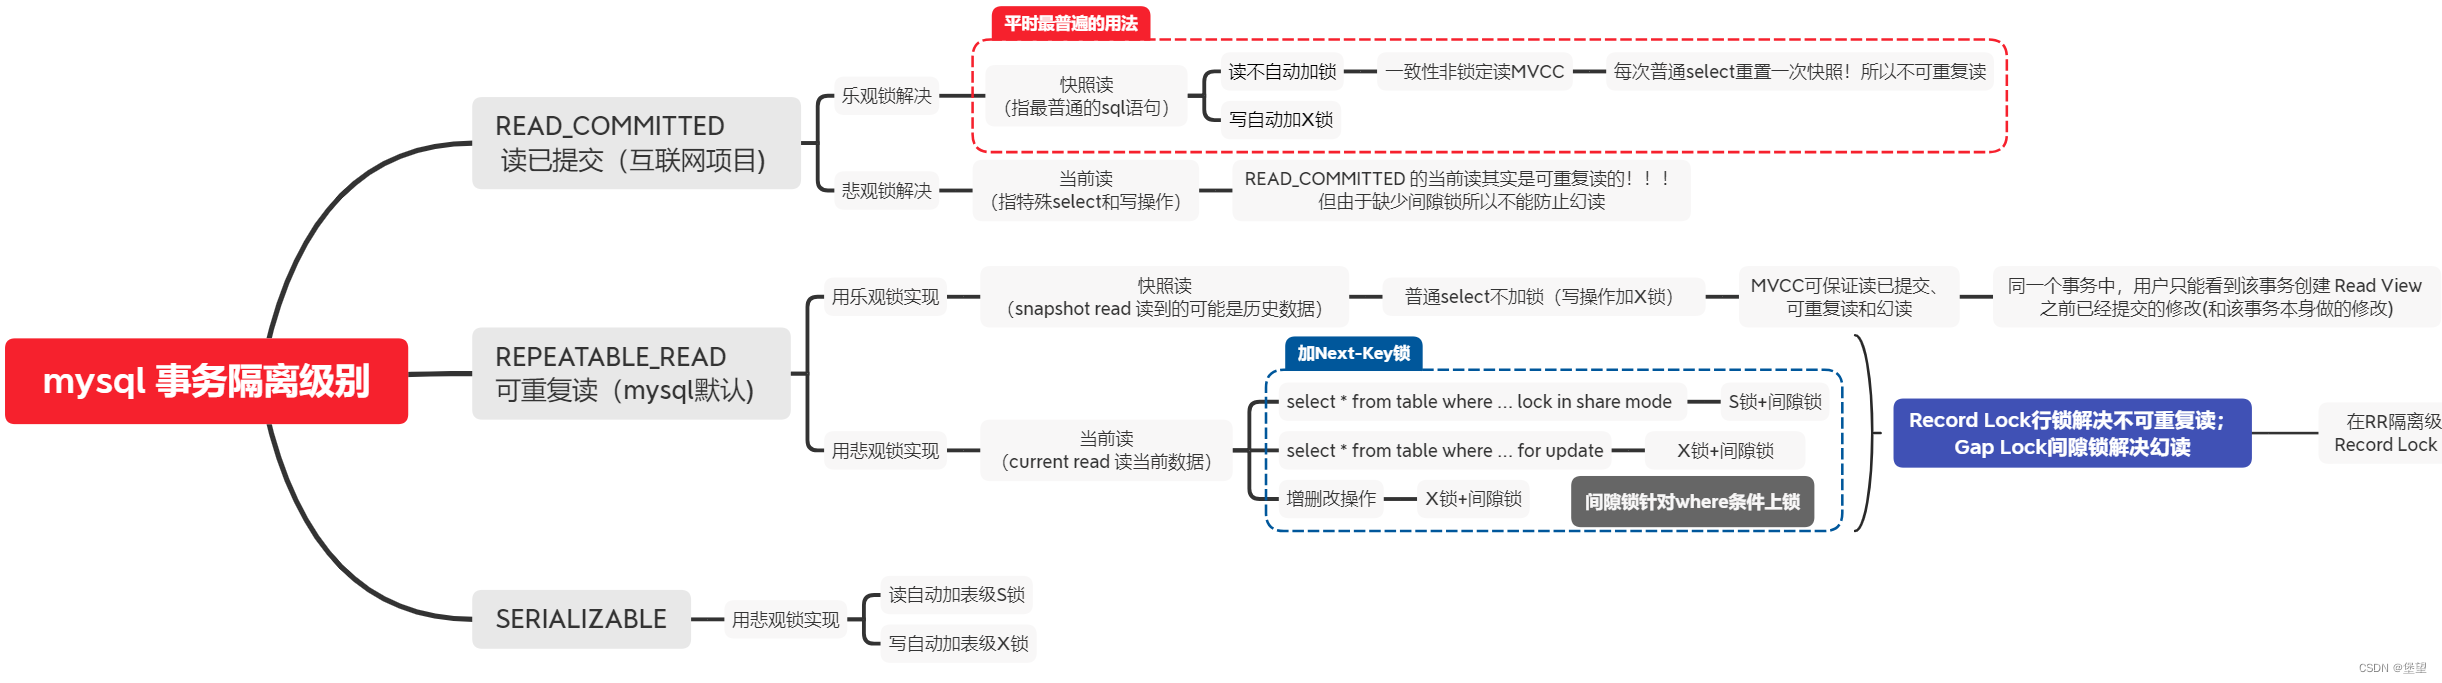 mysql 事务隔离级别
READ_COMMITTED
读已提交（互联网项目）
乐观锁解决
平时最普遍的用法
快照读
（指最普通的sql语句）
读不自动加锁
一致性非锁定读MVCC
每次普通select重置一次快照！所以不可重复读
写自动加X锁
悲观锁解决
当前读
（指特殊select和写操作）
READ_COMMITTED 的当前读其实是可重复读的！！！
但由于缺少间隙锁所以不能防止幻读
REPEATABLE_READ
可重复读（mysql默认）
用乐观锁实现
快照读
（snapshot read 读到的可能是历史数据）
普通select不加锁（写操作加X锁）
MVCC可保证读已提交、
可重复读和幻读
同一个事务中，用户只能看到该事务创建 Read View
之前已经提交的修改(和该事务本身做的修改)
用悲观锁实现
当前读
（current read 读当前数据）
加Next-Key锁
select * from table where ... lock in share mode
S锁+间隙锁
select * from table where ... for update
X锁+间隙锁
增删改操作
X锁+间隙锁
间隙锁针对where条件上锁
Record Lock行锁解决不可重复读；
Gap Lock间隙锁解决幻读
在RR隔离级
Record Lock
SERIALIZABLE
用悲观锁实现
读自动加表级S锁
写自动加表级X锁
CSDN @堡望